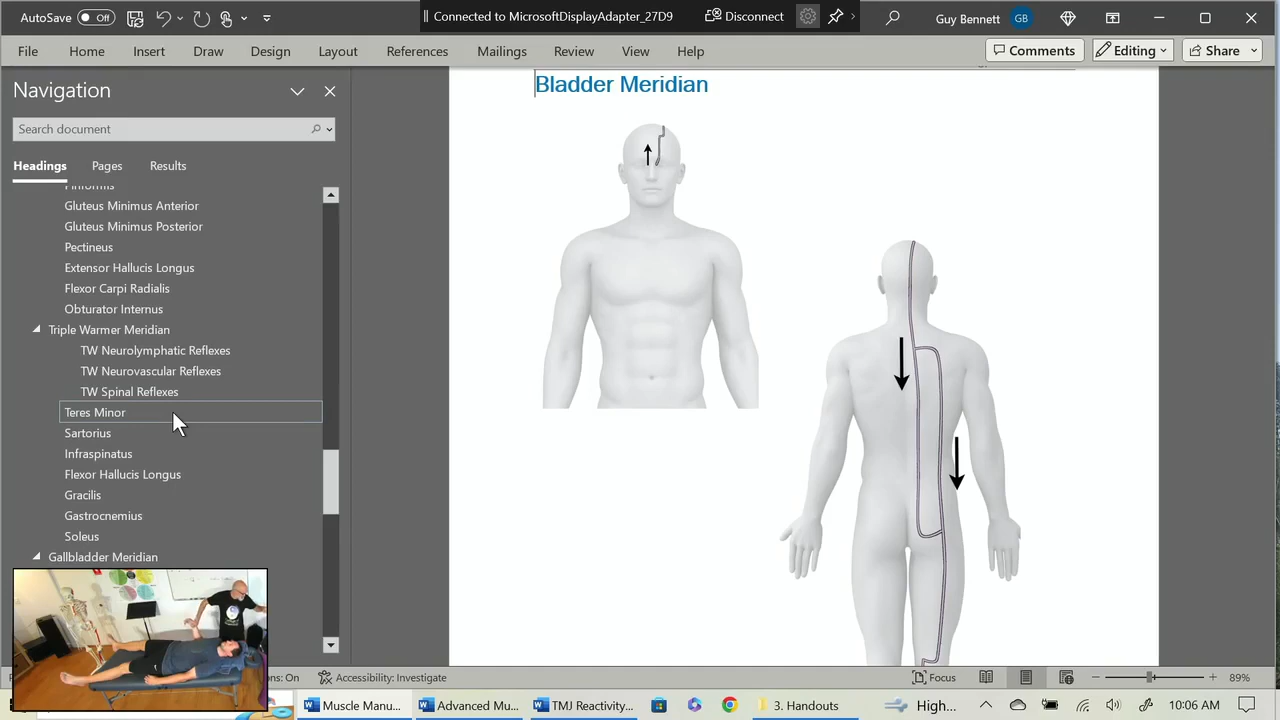 AutoSave Off
Connected to MicrosoftDisplayAdapter_27D9 Disconnect
Guy Bennett GB
File Home Insert Draw Design Layout References Mailings Review View Help Comments Editing Share
Navigation
Search document
Headings Pages Results
Piriformis
Gluteus Minimus Anterior
Gluteus Minimus Posterior
Pectineus
Extensor Hallucis Longus
Flexor Carpi Radialis
Obturator Internus
Triple Warmer Meridian
TW Neurolymphatic Reflexes
TW Neurovascular Reflexes
TW Spinal Reflexes
Teres Minor
Sartorius
Infraspinatus
Flexor Hallucis Longus
Gracilis
Gastrocnemius
Soleus
Gallbladder Meridian
Bladder Meridian
ons: On Accessibility: Investigate Focus 89%
Muscle Manu... Advanced Mu... TMJ Reactivity... 3. Handouts High... 10:06 AM